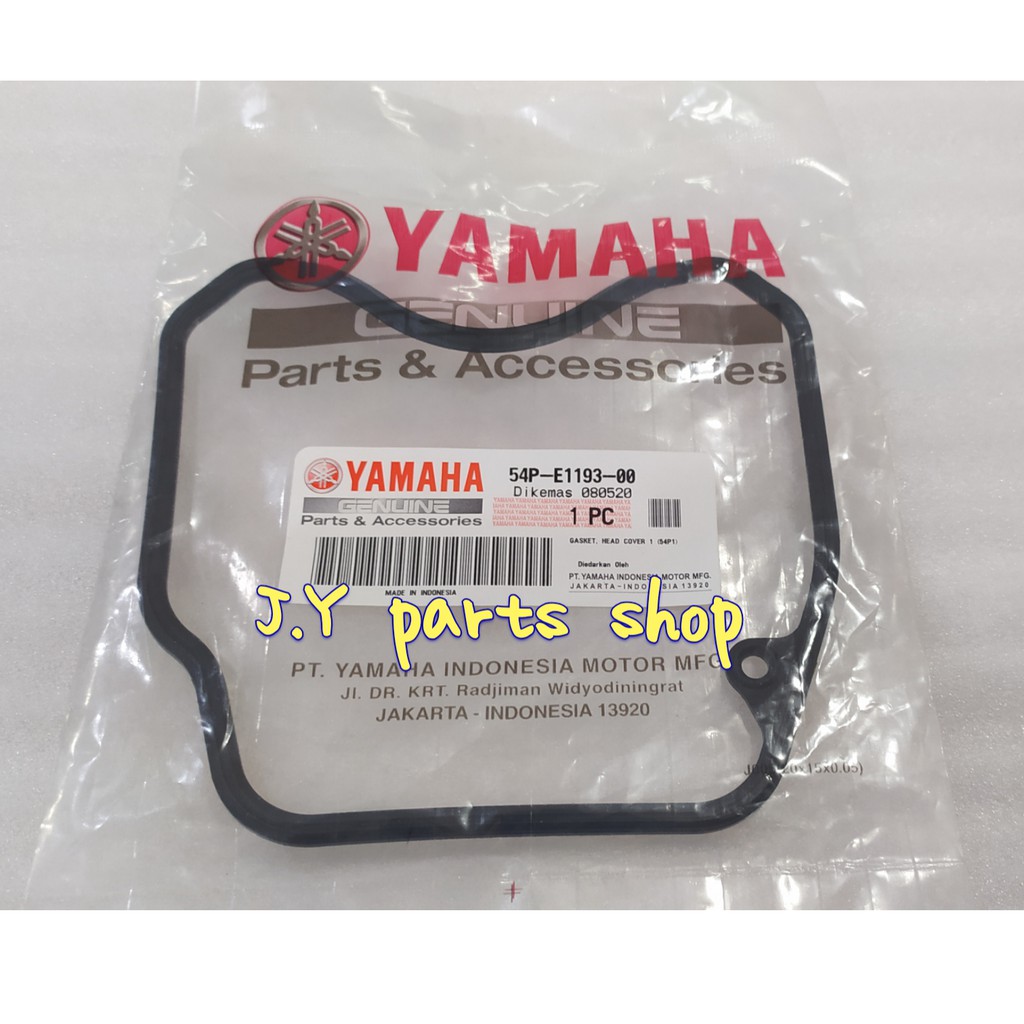 YAMAHA
GENUINE
Parts & Accessories
YAMAHA
GENUINE
Parts & Accessories
MADE IN INDONESIA
54P-E1193-00
Dikemas 080520
1 PC
GASKET, HEAD COVER 1 (54P1)
Diedarkan Oleh
PT. YAMAHA INDONESIA MOTOR MFG.
JAKARTA-INDONESIA 13920
J.Y parts shop
PT. YAMAHA INDONESIA MOTOR MFG.
Jl. DR. KRT. Radjiman Widyodiningrat
JAKARTA - INDONESIA 13920